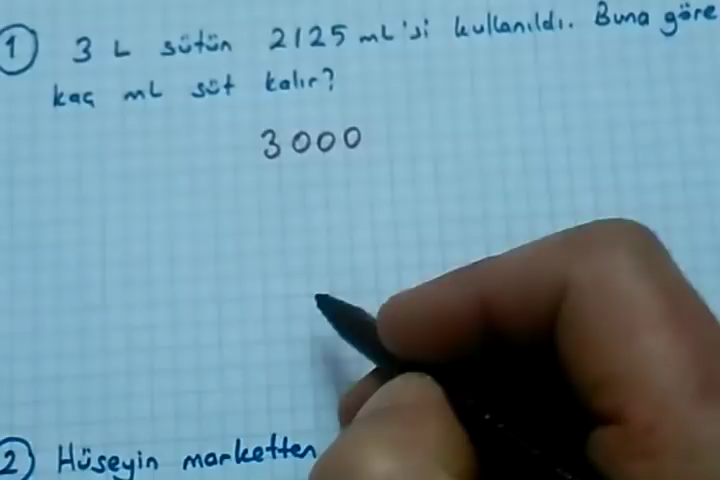 1 3 L sütün 2125 mL'si kullanıldı. Buna göre
kaç mL süt kalır?
3000
2 Hüseyin marketten